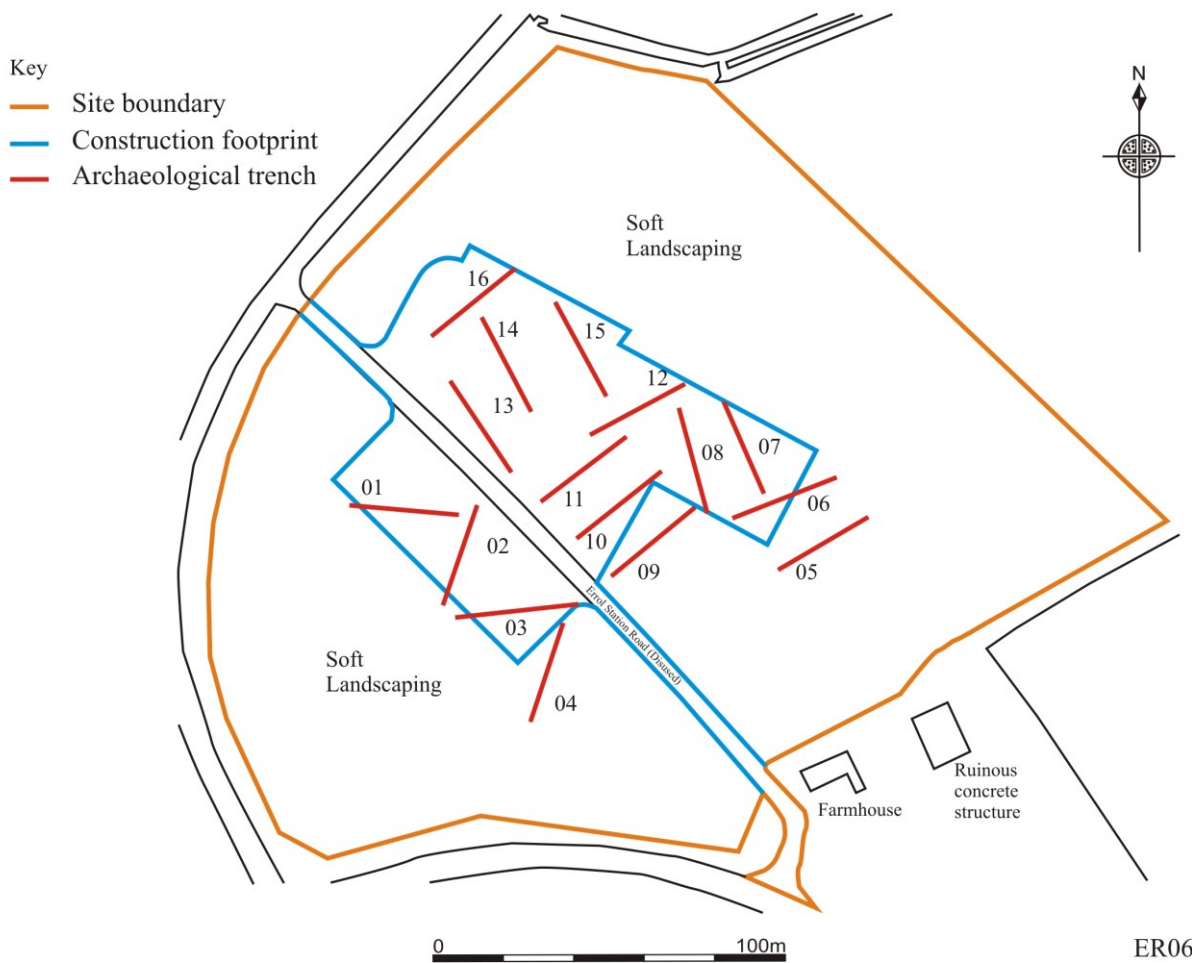 Key
Site boundary
Construction footprint
Archaeological trench
N
Soft
Landscaping
16
14
15
12
13
08
07
01
11
06
02
10
09
05
03
Errol Station Road (Disused)
Soft
Landscaping
04
Farmhouse
Ruinous
concrete
structure
0
100m
ER06